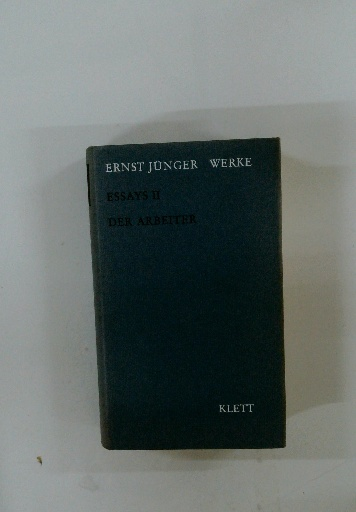 ERNST JÜNGER WERKE
ESSAYS II
DER ARBEITER
KLETT